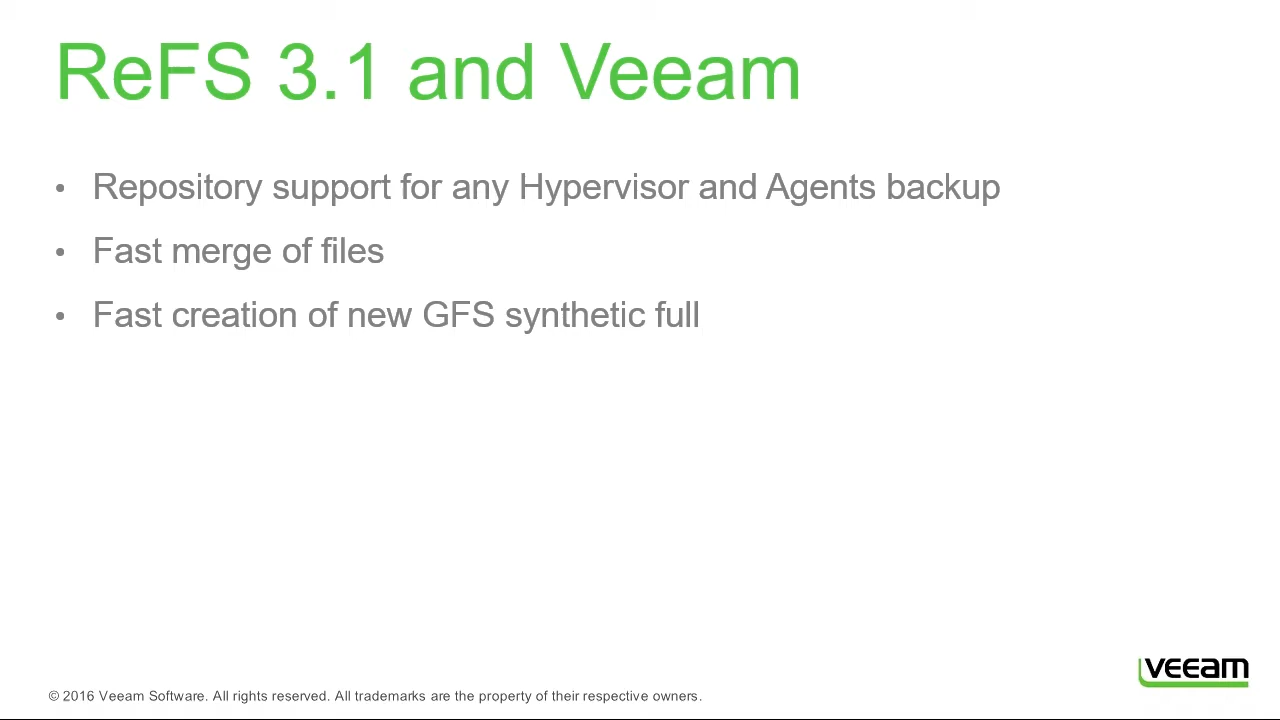 ReFS 3.1 and Veeam
• Repository support for any Hypervisor and Agents backup
• Fast merge of files
• Fast creation of new GFS synthetic full
veeam
© 2016 Veeam Software. All rights reserved. All trademarks are the property of their respective owners.